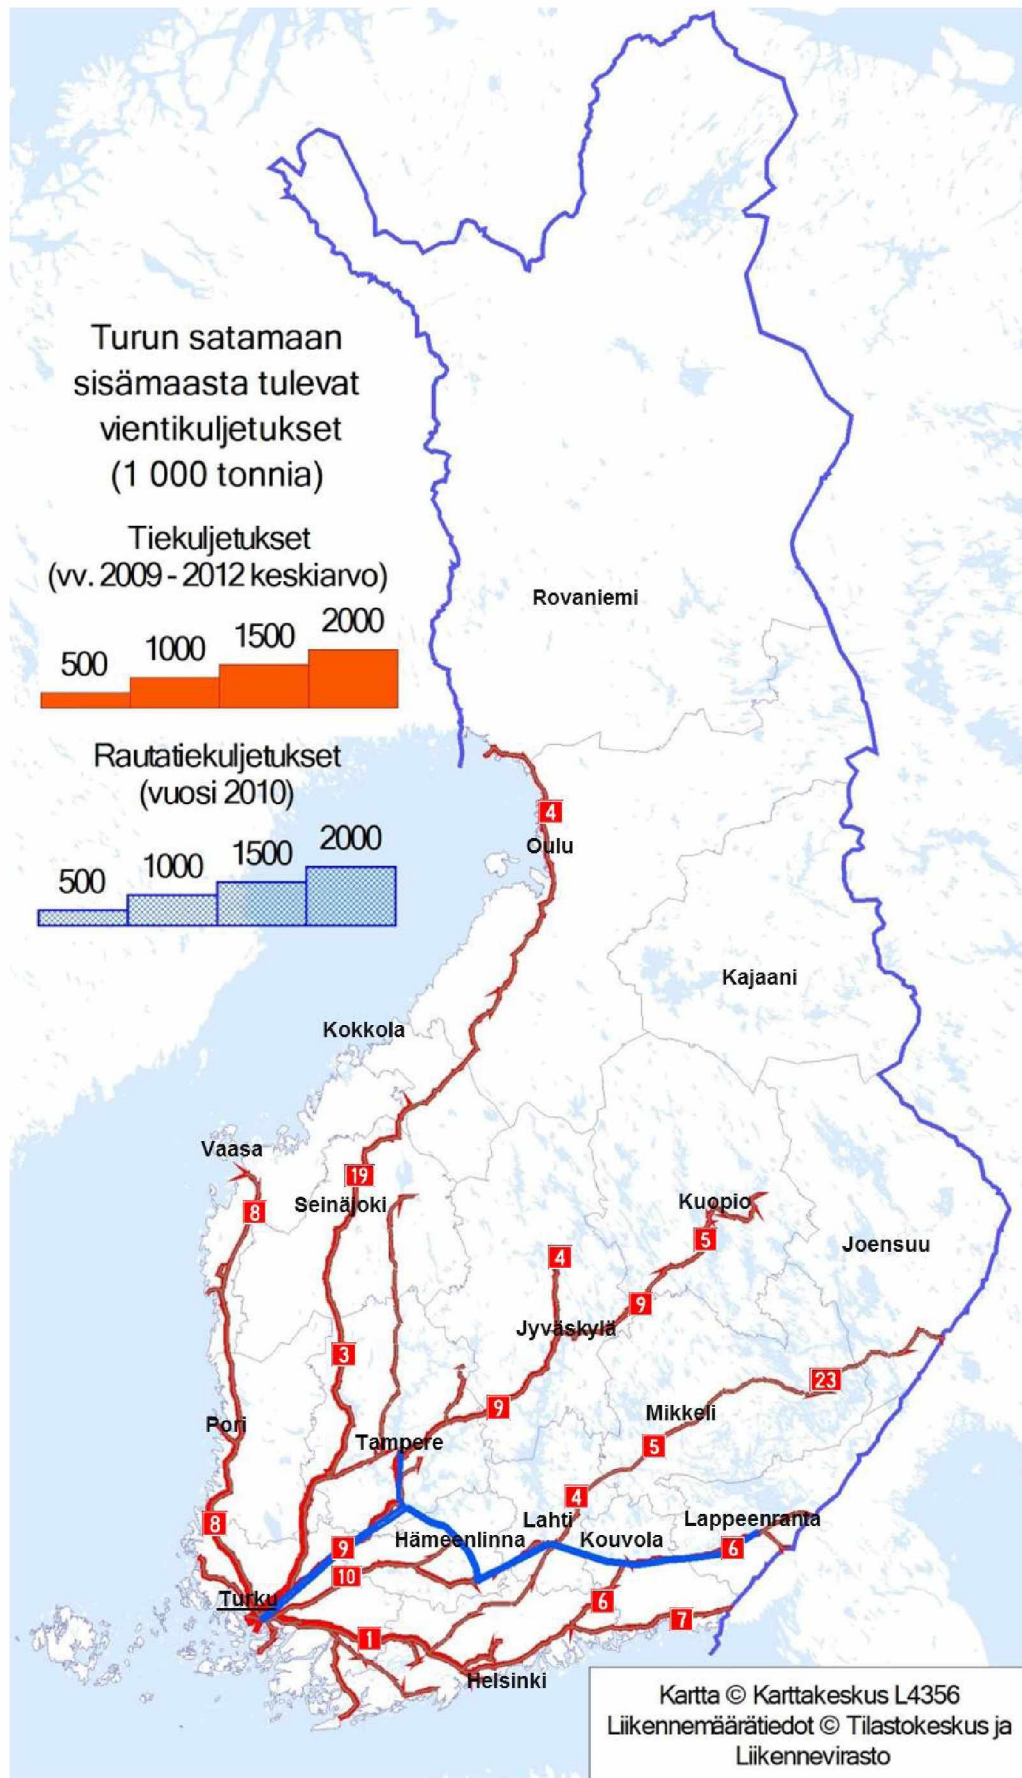 Turun satamaan
sisämaasta tulevat
vientikuljetukset
(1 000 tonnia)
Tiekuljetukset
(vv. 2009 - 2012 keskiarvo)
500
1000
1500
2000
Rautatiekuljetukset
(vuosi 2010)
500
1000
1500
2000
Rovaniemi
4
Oulu
Kajaani
Kokkola
Vaasa
19
Seinäjoki
8
Kuopio
5
Joensuu
4
9
Jyväskylä
3
23
9
Mikkeli
Pori
Tampere
5
4
8
Hämeenlinna
Lahti
Kouvola
Lappeenranta
9
6
10
Turku
6
7
1
Helsinki
Kartta © Karttakeskus L4356
Liikennemäärätiedot © Tilastokeskus ja
Liikennevirasto